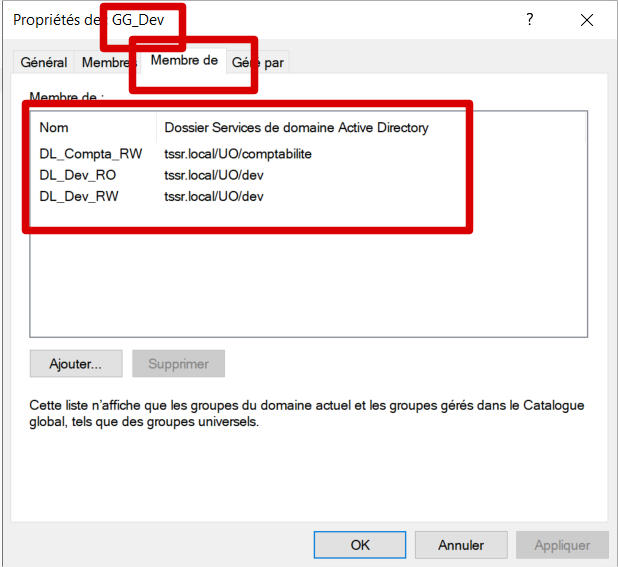 Propriétés de : GG_Dev
?
Général Membres Membre de Géré par
Membre de :
Nom Dossier Services de domaine Active Directory
DL_Compta_RW tssr.local/UO/comptabilite
DL_Dev_RO tssr.local/UO/dev
DL_Dev_RW tssr.local/UO/dev
Ajouter... Supprimer
Cette liste n'affiche que les groupes du domaine actuel et les groupes gérés dans le Catalogue
global, tels que des groupes universels.
OK Annuler Appliquer